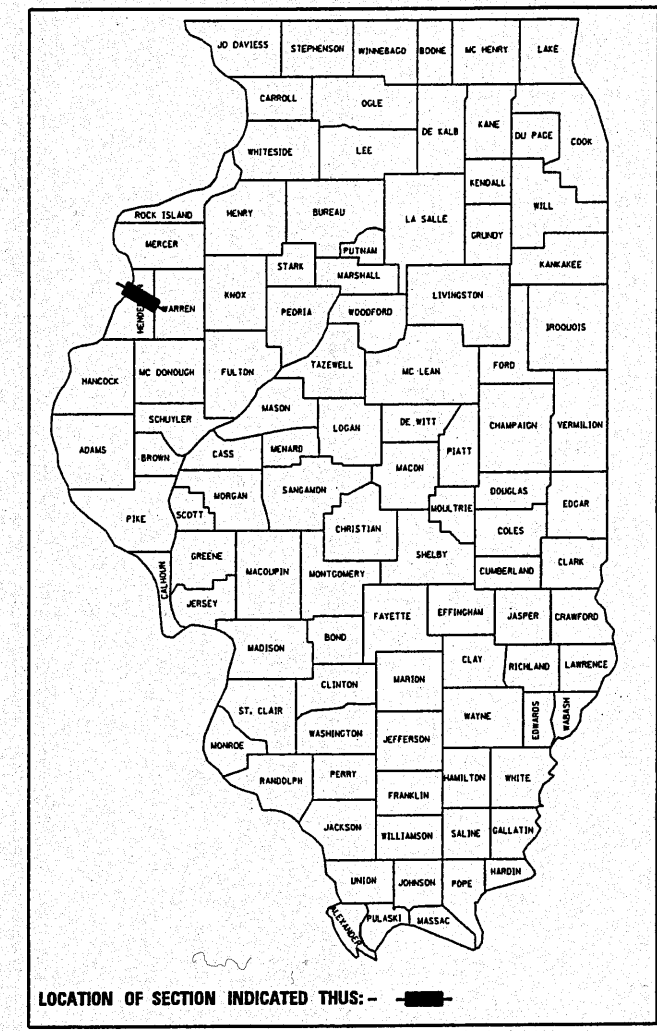 JO DAVIESS STEPHENSON WINNEBAGO BOONE MC HENRY LAKE
CARROLL OGLE DE KALB KANE DU PAGE COOK
WHITESIDE LEE
KENDALL WILL
ROCK ISLAND HENRY BUREAU LA SALLE GRUNDY
MERCER PUTNAM
STARK MARSHALL KANKAKEE
WARREN KNOX PEORIA WOODFORD LIVINGSTON IROQUOIS
HANCOCK MC DONOUGH FULTON TAZEWELL MC LEAN FORD
SCHUYLER MASON LOGAN DE WITT CHAMPAIGN VERMILION
ADAMS BROWN CASS MENARD MACON PIATT
PIKE SCOTT MORGAN SANGAMON MOULTRIE DOUGLAS EDGAR
CHRISTIAN COLES
CALHOUN GREENE MACOUPIN MONTGOMERY SHELBY CUMBERLAND CLARK
JERSEY FAYETTE EFFINGHAM JASPER CRAWFORD
MADISON BOND
CLAY RICHLAND LAWRENCE
CLINTON MARION
ST. CLAIR WASHINGTON WAYNE EDWARDS WABASH
MONROE JEFFERSON
RANDOLPH PERRY HAMILTON WHITE
FRANKLIN
JACKSON WILLIAMSON SALINE GALLATIN
UNION JOHNSON POPE HARDIN
ALEXANDER PULASKI MASSAC
LOCATION OF SECTION INDICATED THUS:-